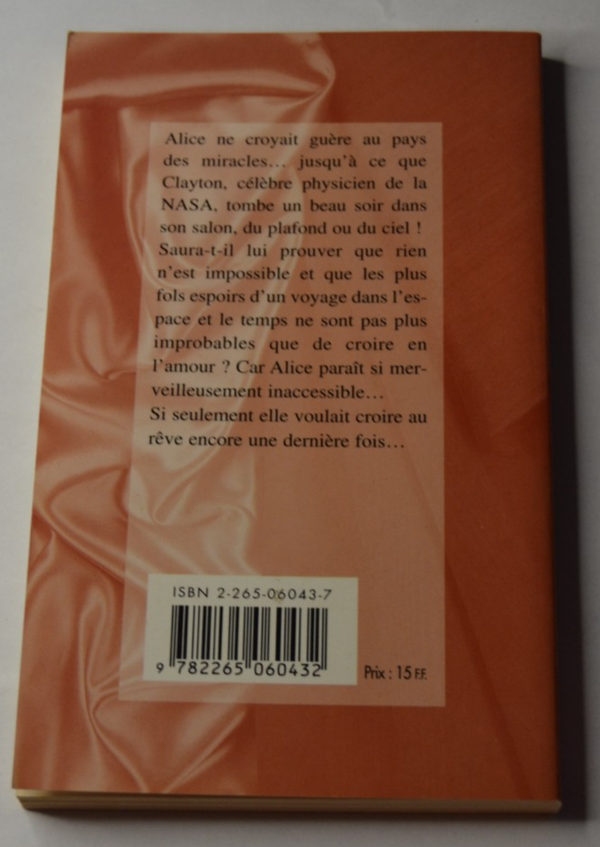 Alice ne croyait guère au pays
des miracles... jusqu'à ce que
Clayton, célèbre physicien de la
NASA, tombe un beau soir dans
son salon, du plafond ou du ciel !
Saura-t-il lui prouver que rien
n'est impossible et que les plus
fols espoirs d'un voyage dans l'es-
pace et le temps ne sont pas plus
improbables que de croire en
l'amour ? Car Alice paraît si mer-
veilleusement inaccessible...
Si seulement elle voulait croire au
rêve encore une dernière fois...
ISBN 2-265-06043-7
9 782265 060432
Prix : 15 F.F.